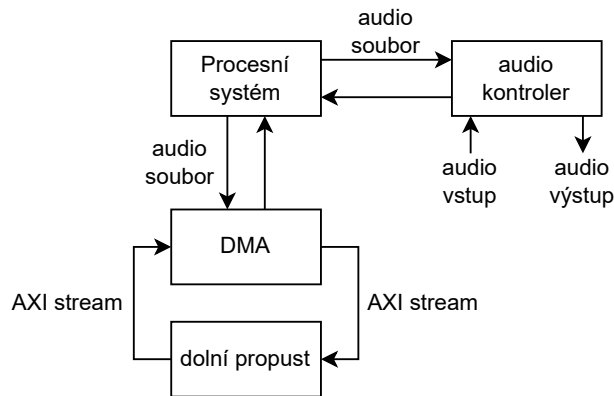 audio
soubor
Procesní
systém
audio
kontroler
audio
soubor
audio
vstup
audio
výstup
DMA
AXI stream
AXI stream
dolní propust